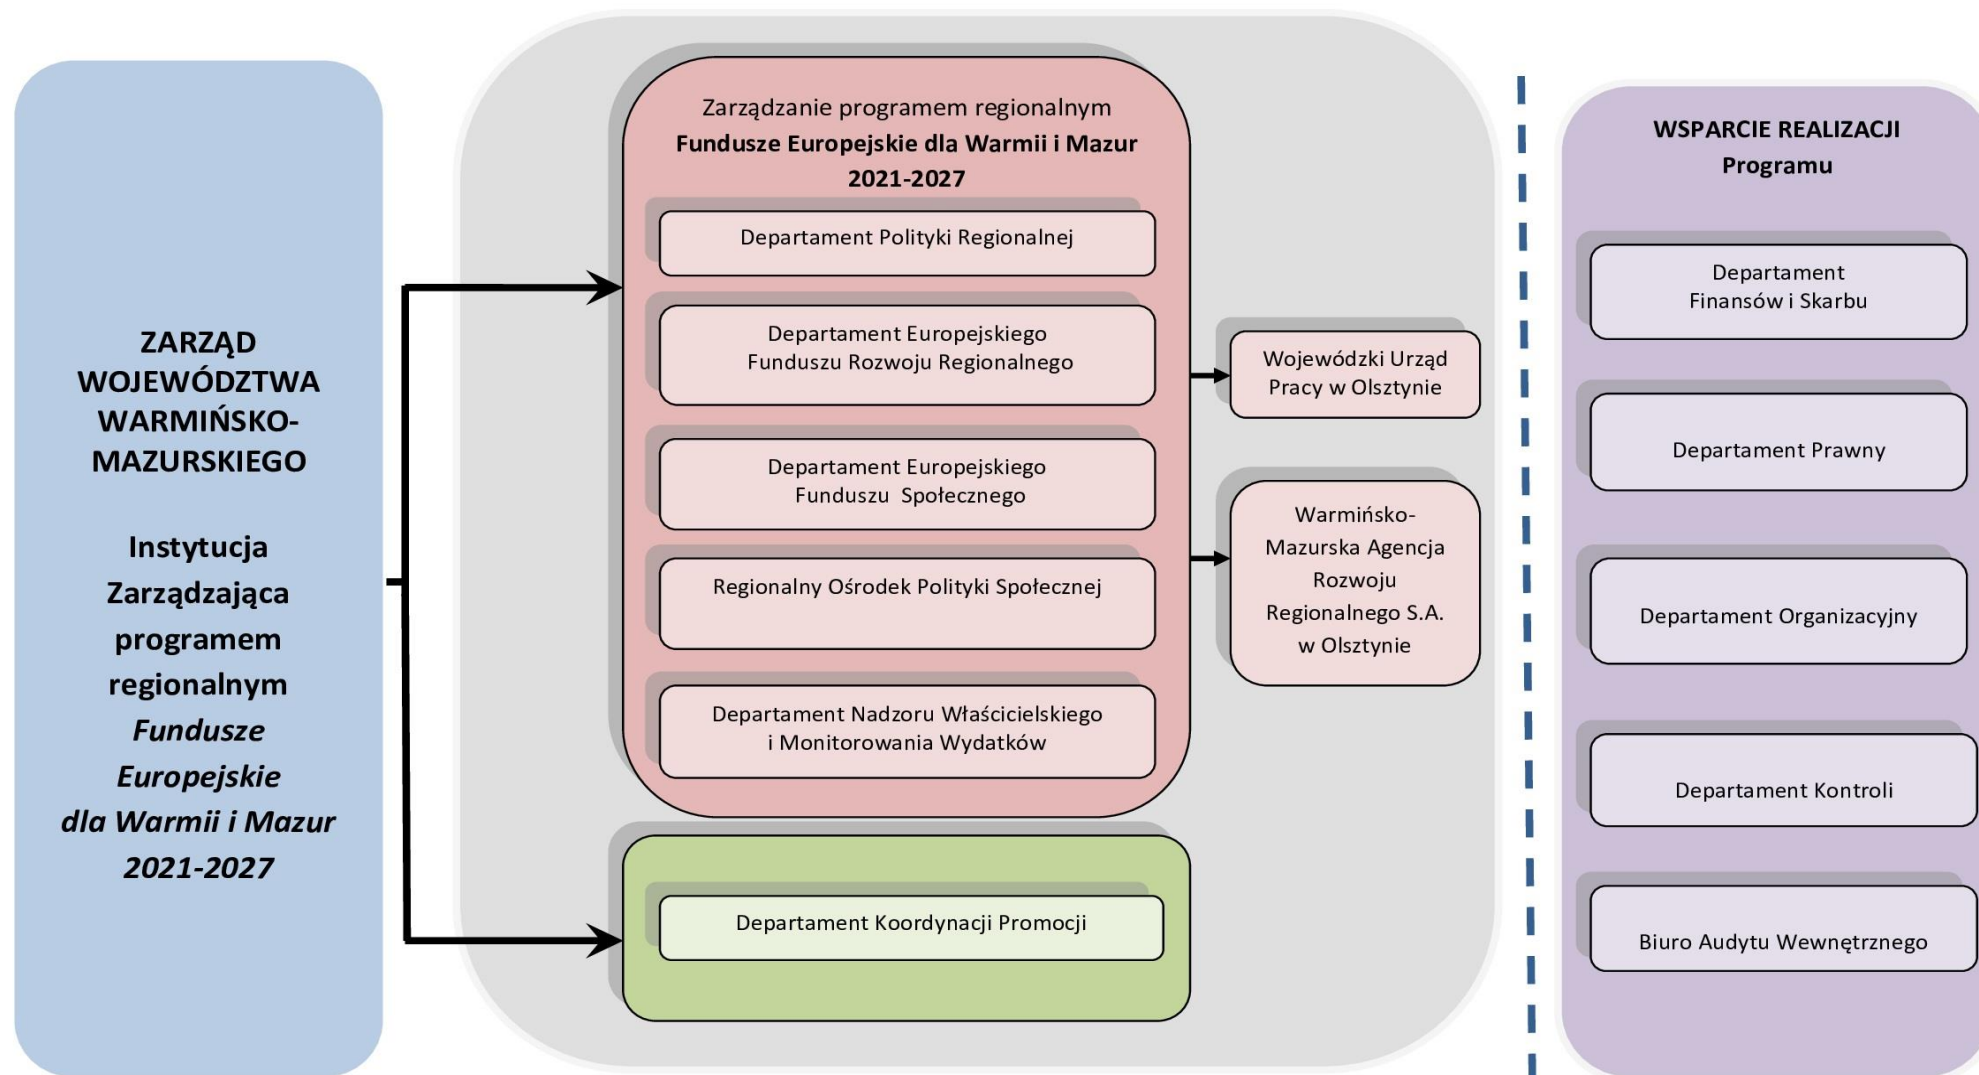 ZARZĄD
WOJEWÓDZTWA
WARMIŃSKO-
MAZURSKIEGO
Instytucja
Zarządzająca
programem
regionalnym
Fundusze
Europejskie
dla Warmii i Mazur
2021-2027
Zarządzanie programem regionalnym
Fundusze Europejskie dla Warmii i Mazur
2021-2027
Departament Polityki Regionalnej
Departament Europejskiego
Funduszu Rozwoju Regionalnego
Departament Europejskiego
Funduszu Społecznego
Regionalny Ośrodek Polityki Społecznej
Departament Nadzoru Właścicielskiego
i Monitorowania Wydatków
Departament Koordynacji Promocji
Wojewódzki Urząd
Pracy w Olsztynie
Warmińsko-
Mazurska Agencja
Rozwoju
Regionalnego S.A.
w Olsztynie
WSPARCIE REALIZACJI
Programu
Departament
Finansów i Skarbu
Departament Prawny
Departament Organizacyjny
Departament Kontroli
Biuro Audytu Wewnętrznego